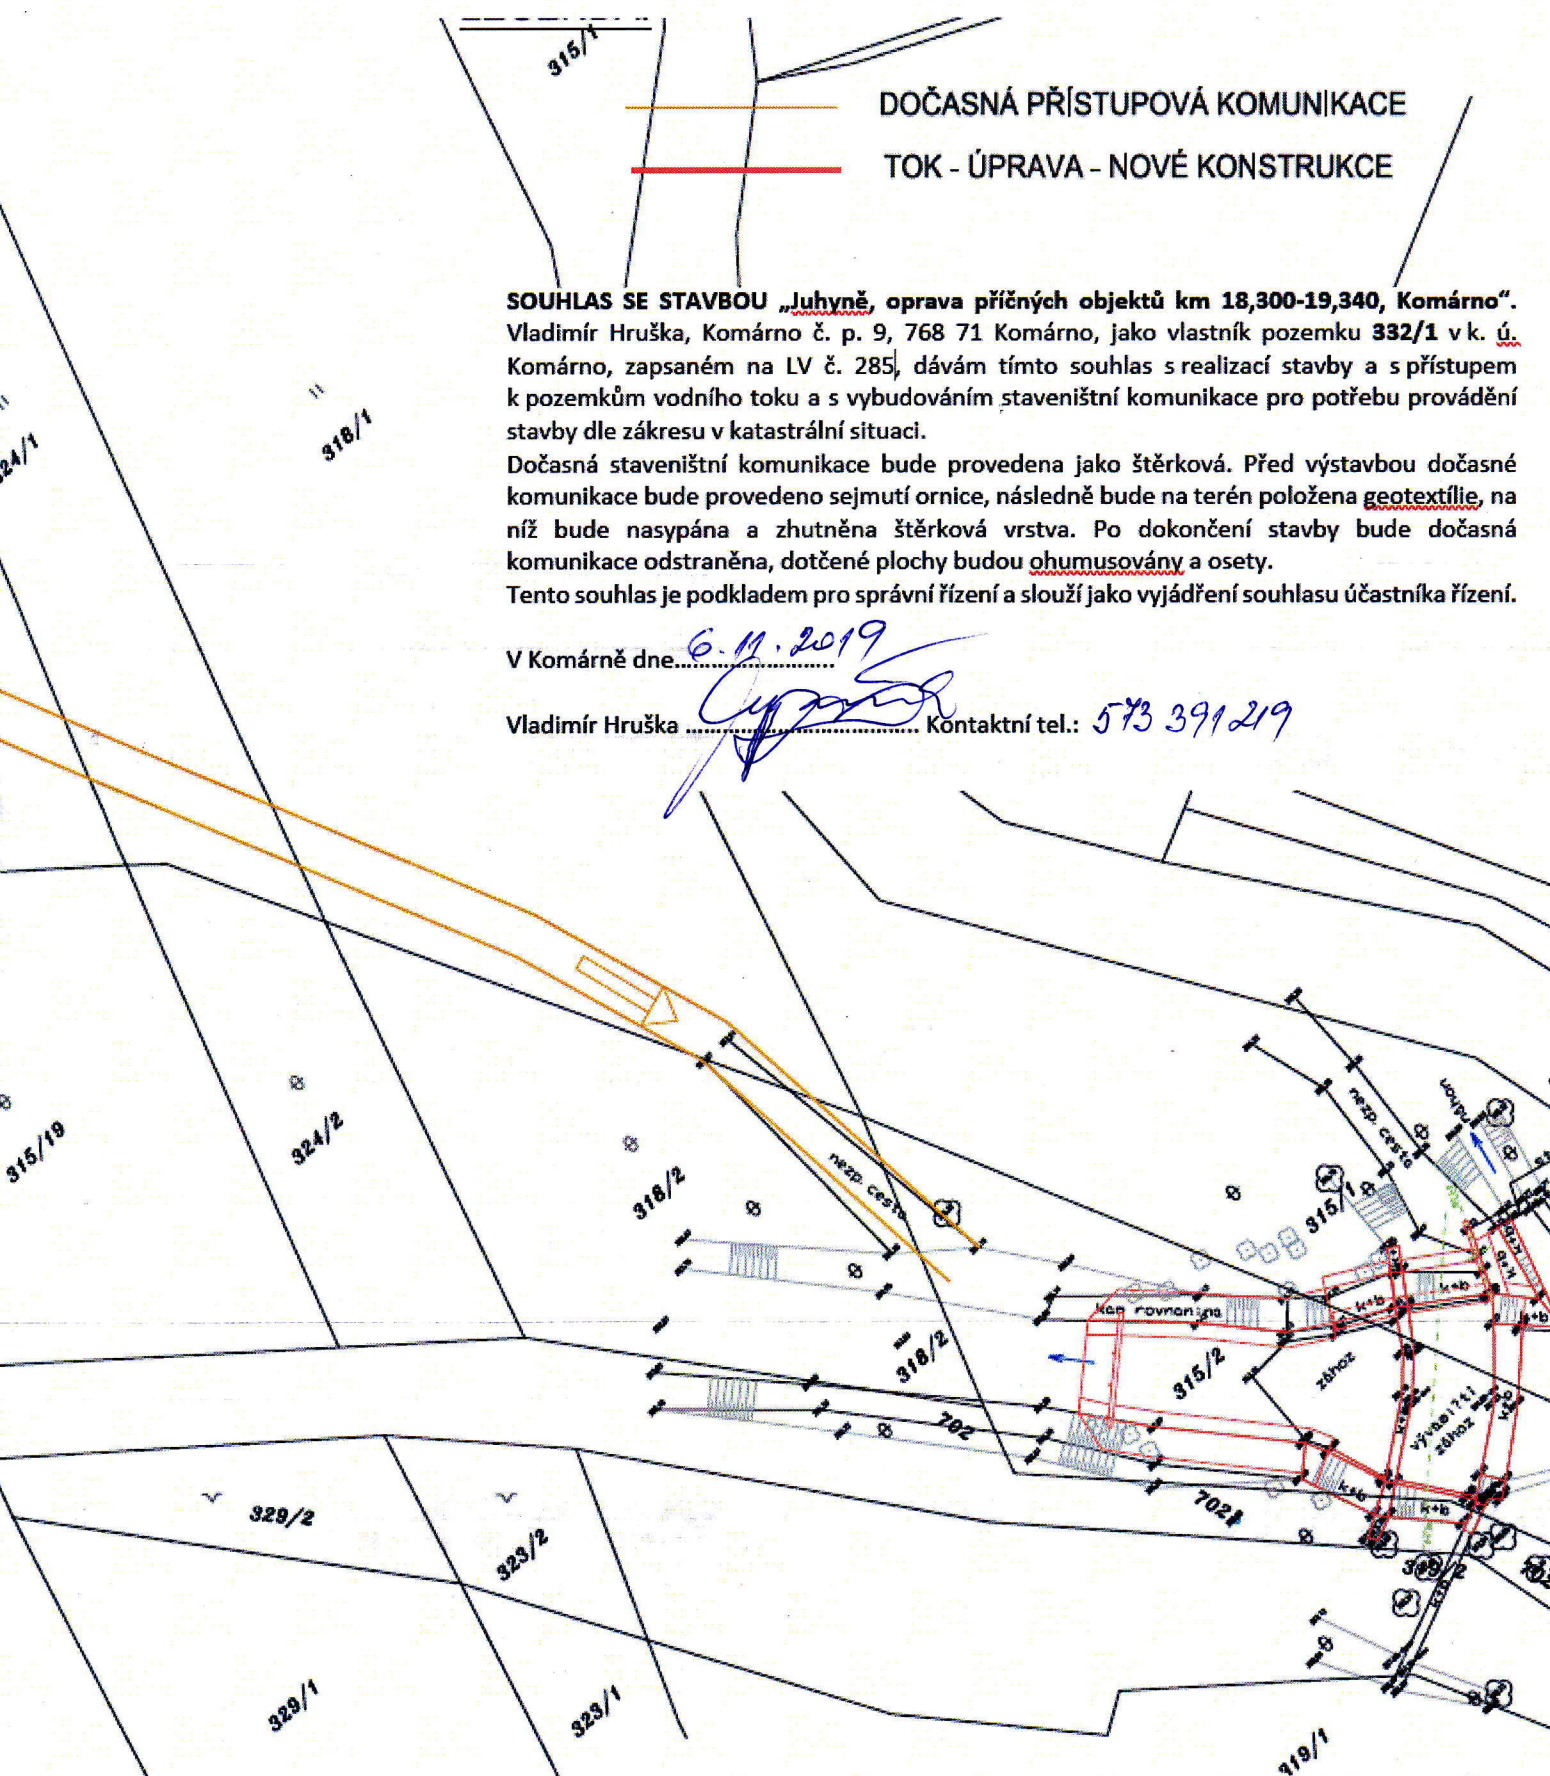 315/1
DOČASNÁ PŘÍSTUPOVÁ KOMUNIKACE
TOK - ÚPRAVA - NOVÉ KONSTRUKCE
SOUHLAS SE STAVBOU „Juhyně, oprava příčných objektů km 18,300-19,340, Komárno“.
Vladimír Hruška, Komárno č. p. 9, 768 71 Komárno, jako vlastník pozemku 332/1 v k. ú.
Komárno, zapsaném na LV č. 285, dávám tímto souhlas s realizací stavby a s přístupem
k pozemkům vodního toku a s vybudováním staveništní komunikace pro potřebu provádění
stavby dle zákresu v katastrální situaci.
Dočasná staveništní komunikace bude provedena jako štěrková. Před výstavbou dočasné
komunikace bude provedeno sejmutí ornice, následně bude na terén položena geotextílie, na
níž bude nasypána a zhutněna štěrková vrstva. Po dokončení stavby bude dočasná
komunikace odstraněna, dotčené plochy budou ohumusovány a osety.
Tento souhlas je podkladem pro správní řízení a slouží jako vyjádření souhlasu účastníka řízení.
V Komárně dne 6.11.2019
Vladimír Hruška Kontaktní tel.: 573 391 219
24/1
318/1
315/19
324/2
318/2
nezp. cesta
nezp. cesta
315/1
kam rovnanina
k+b
k+b
k+b
k+b
k+b
318/2
315/2
zához
zához
k+b
k+b
702
702
k+b
k+b
329/2
323/2
329/1
323/1
319/1